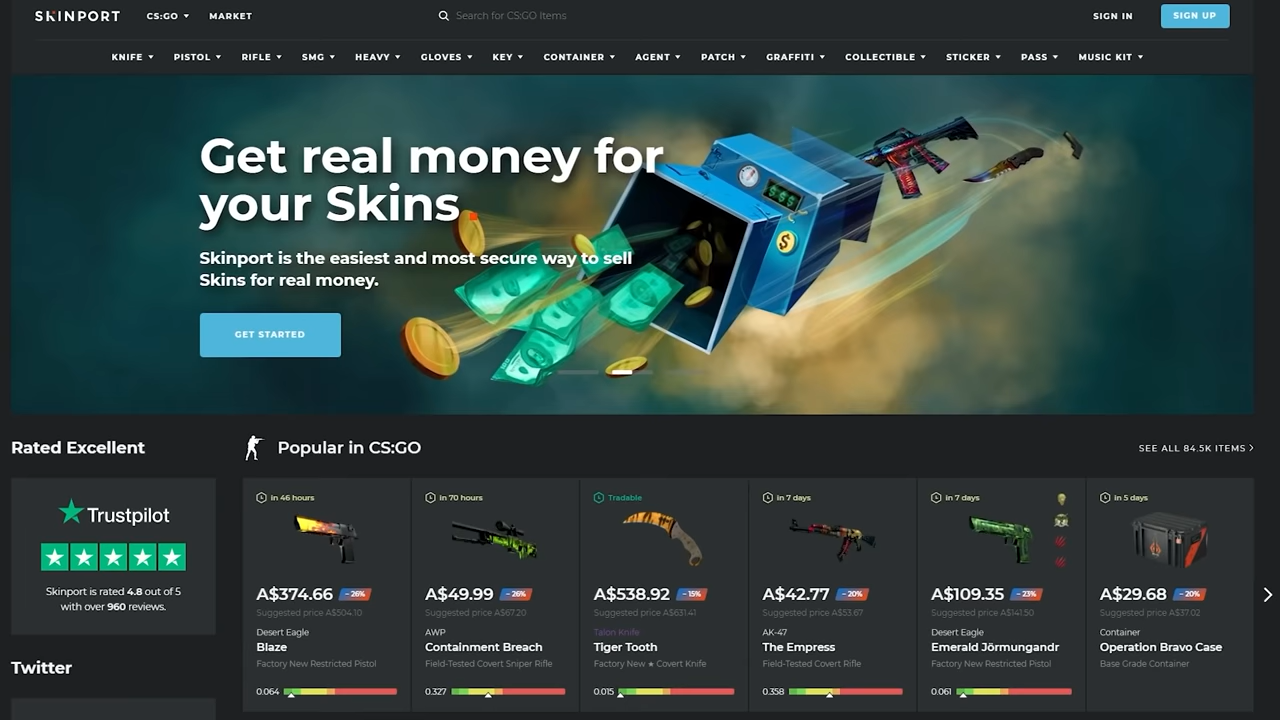 SKINPORT
CS:GO
MARKET
Search for CS:GO Items
SIGN IN
SIGN UP
KNIFE
PISTOL
RIFLE
SMG
HEAVY
GLOVES
KEY
CONTAINER
AGENT
PATCH
GRAFFITI
COLLECTIBLE
STICKER
PASS
MUSIC KIT
Get real money for
your Skins.
Skinport is the easiest and most secure way to sell
Skins for real money.
GET STARTED
$$$
$
Rated Excellent
Trustpilot
Skinport is rated 4.8 out of 5
with over 960 reviews.
Twitter
Popular in CS:GO
SEE ALL 84.5K ITEMS
in 46 hours
A$374.66 - 26%
Suggested price A$504.10
Desert Eagle
Blaze
Factory New Restricted Pistol
0.064
in 70 hours
A$49.99 - 26%
Suggested price A$67.20
AWP
Containment Breach
Field-Tested Covert Sniper Rifle
0.327
Tradable
A$538.92 - 15%
Suggested price A$631.41
Talon Knife
Tiger Tooth
Factory New ★ Covert Knife
0.015
in 7 days
A$42.77 - 20%
Suggested price A$53.67
AK-47
The Empress
Field-Tested Covert Rifle
0.358
in 7 days
A$109.35 - 23%
Suggested price A$141.50
Desert Eagle
Emerald Jörmungandr
Factory New Restricted Pistol
0.061
in 5 days
A$29.68 - 20%
Suggested price A$37.02
Container
Operation Bravo Case
Base Grade Container